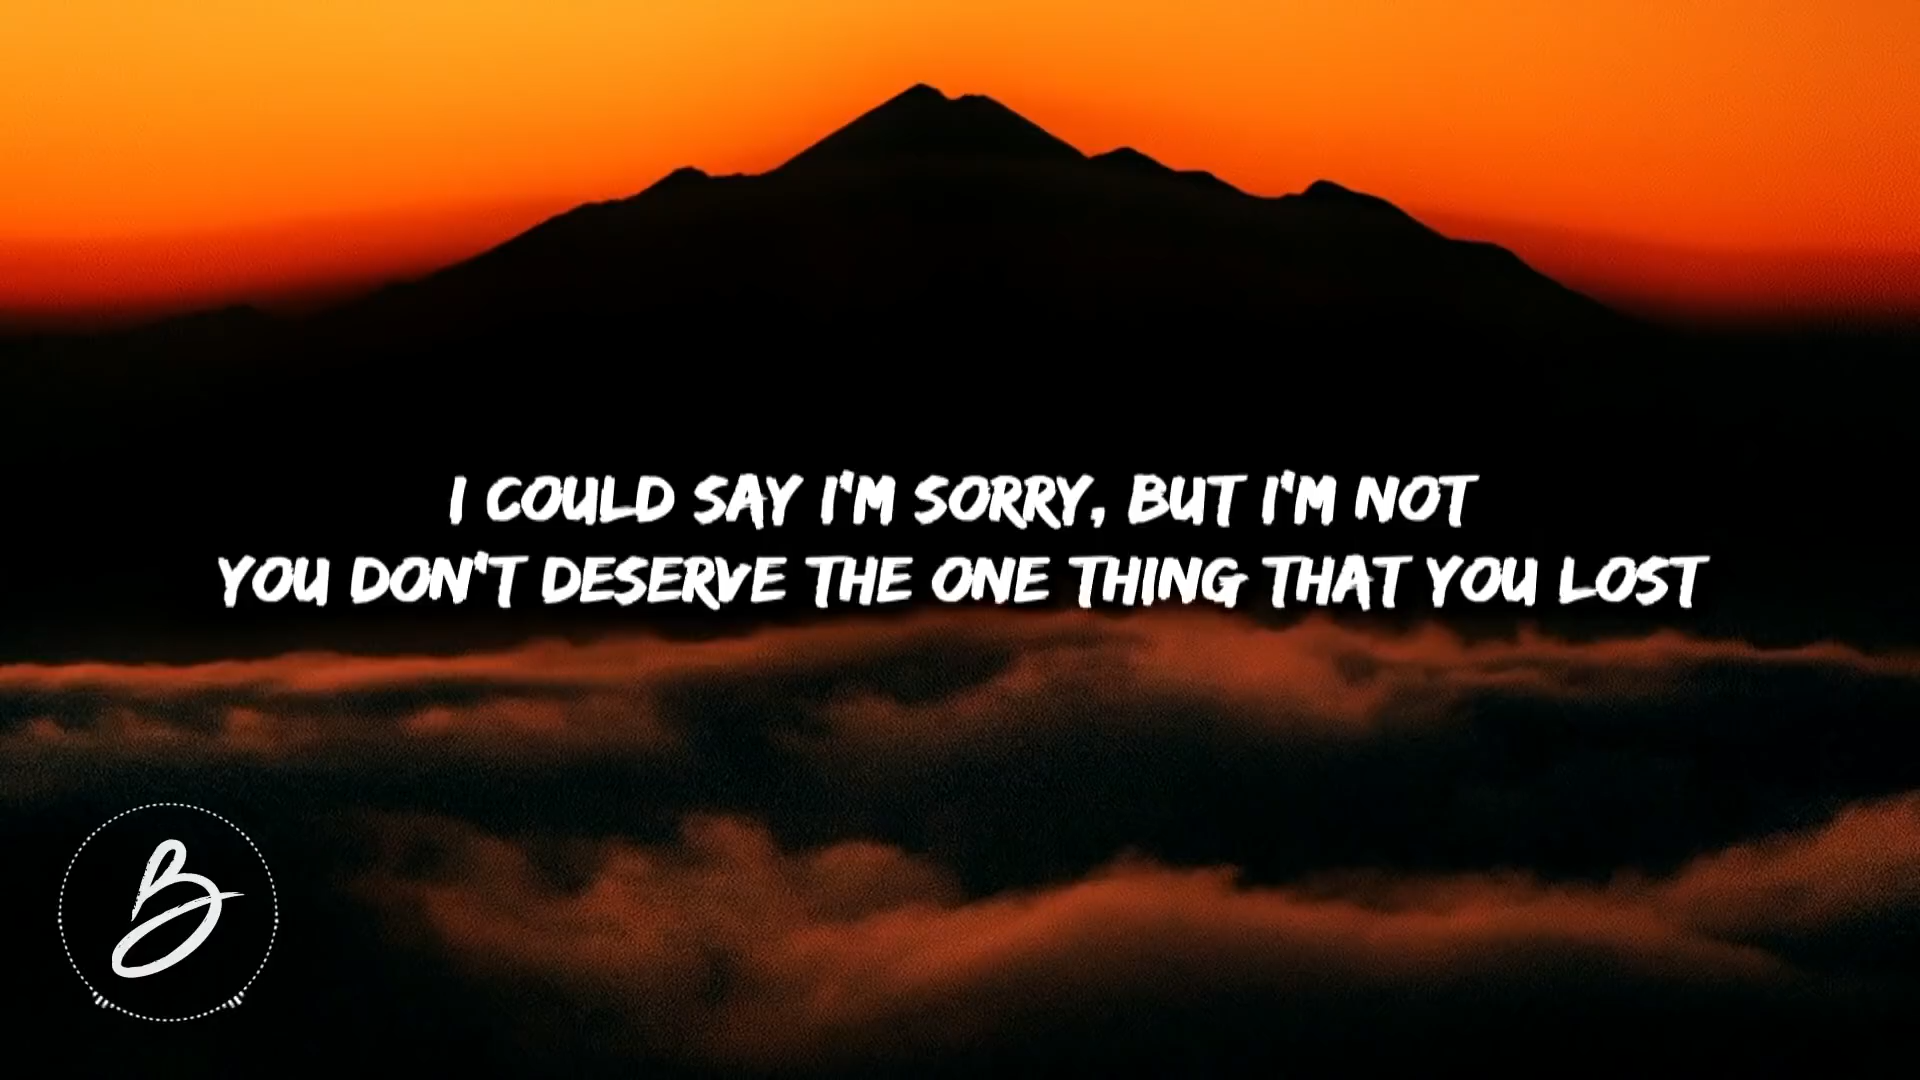 I COULD SAY I'M SORRY, BUT I'M NOT
YOU DON'T DESERVE THE ONE THING THAT YOU LOST
B